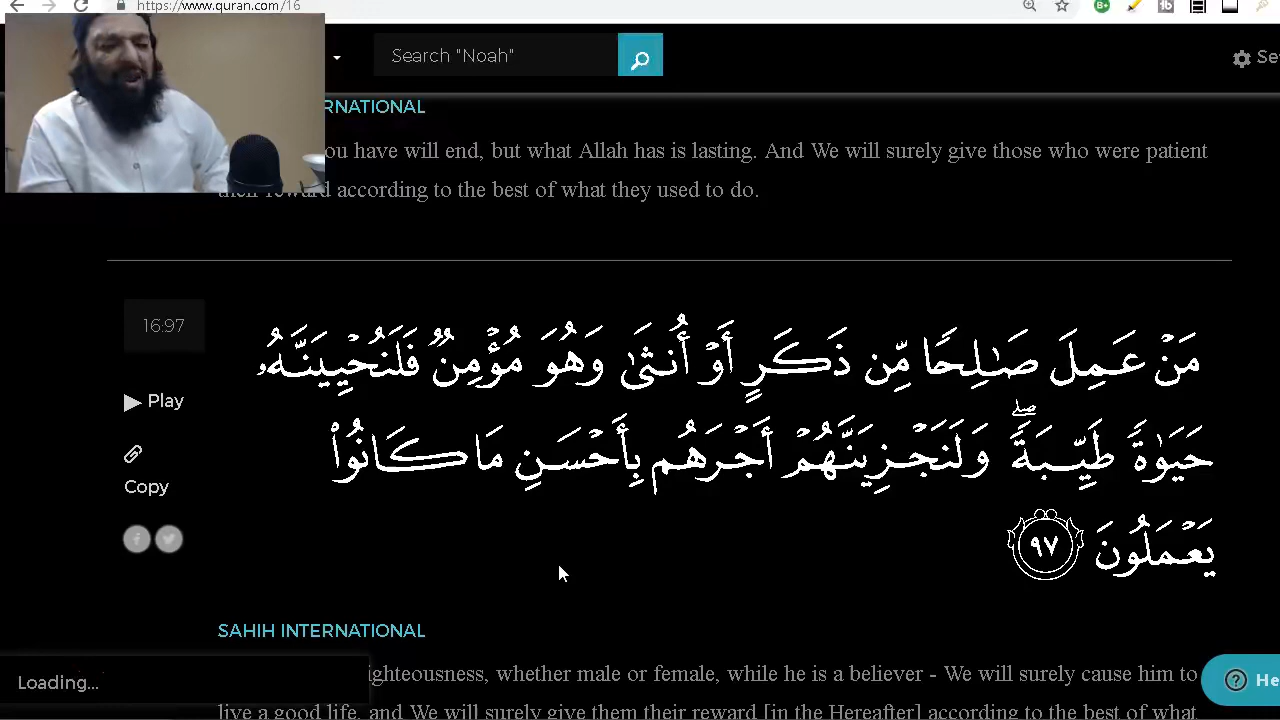 https://www.quran.com/16
Search "Noah"
RNATIONAL
ou have will end, but what Allah has is lasting. And We will surely give those who were patient
their reward according to the best of what they used to do.
16:97
مَنْ عَمِلَ صَـٰلِحًا مِّن ذَكَرٍ أَوْ أُنثَىٰ وَهُوَ مُؤْمِنٌ فَلَنُحْيِيَنَّهُۥ
Play
حَيَوٰةً طَيِّبَةً ۖ وَلَنَجْزِيَنَّهُمْ أَجْرَهُم بِأَحْسَنِ مَا كَانُوا۟
Copy
يَعْمَلُونَ ٩٧
SAHIH INTERNATIONAL
ighteousness, whether male or female, while he is a believer - We will surely cause him to
Loading...
He
live a good life, and We will surely give them their reward [in the Hereafter] according to the best of what